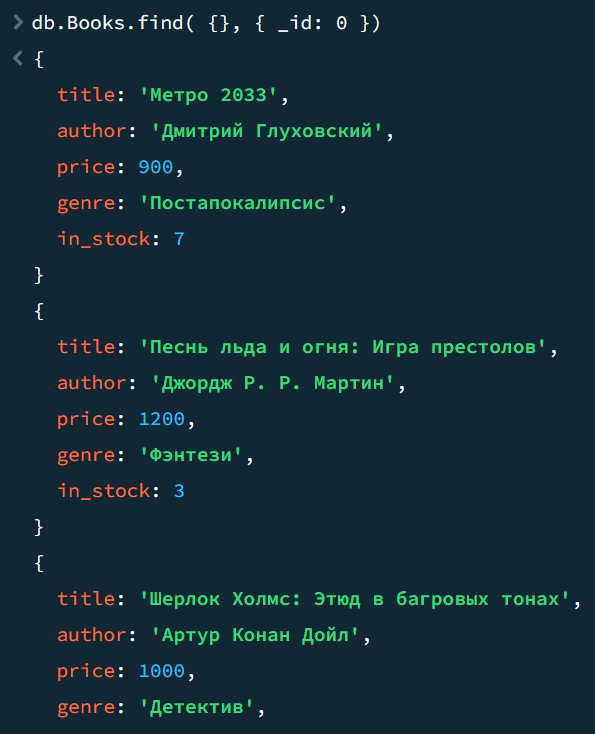 > db.Books.find( {}, { _id: 0 })
< {
title: 'Метро 2033',
author: 'Дмитрий Глуховский',
price: 900,
genre: 'Постапокалипсис',
in_stock: 7
}
{
title: 'Песнь льда и огня: Игра престолов',
author: 'Джордж Р. Р. Мартин',
price: 1200,
genre: 'Фэнтези',
in_stock: 3
}
{
title: 'Шерлок Холмс: Этюд в багровых тонах',
author: 'Артур Конан Дойл',
price: 1000,
genre: 'Детектив',